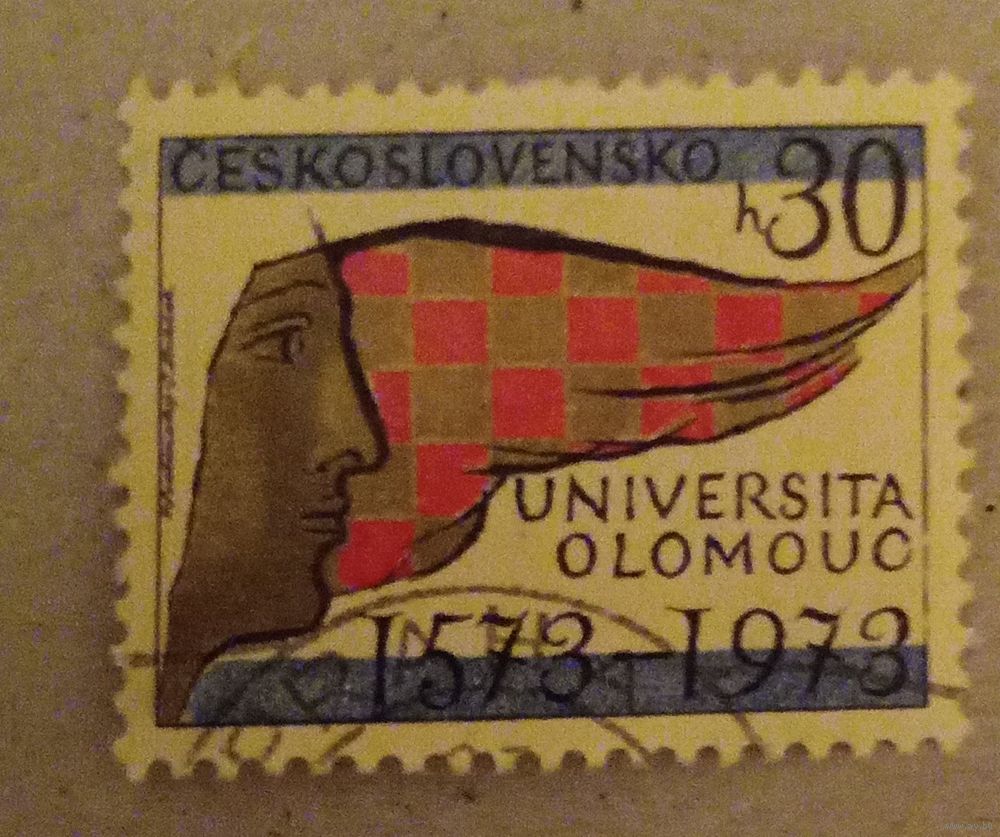 ČESKOSLOVENSKO
h30
UNIVERSITA
OLOMOUC
1573–1973